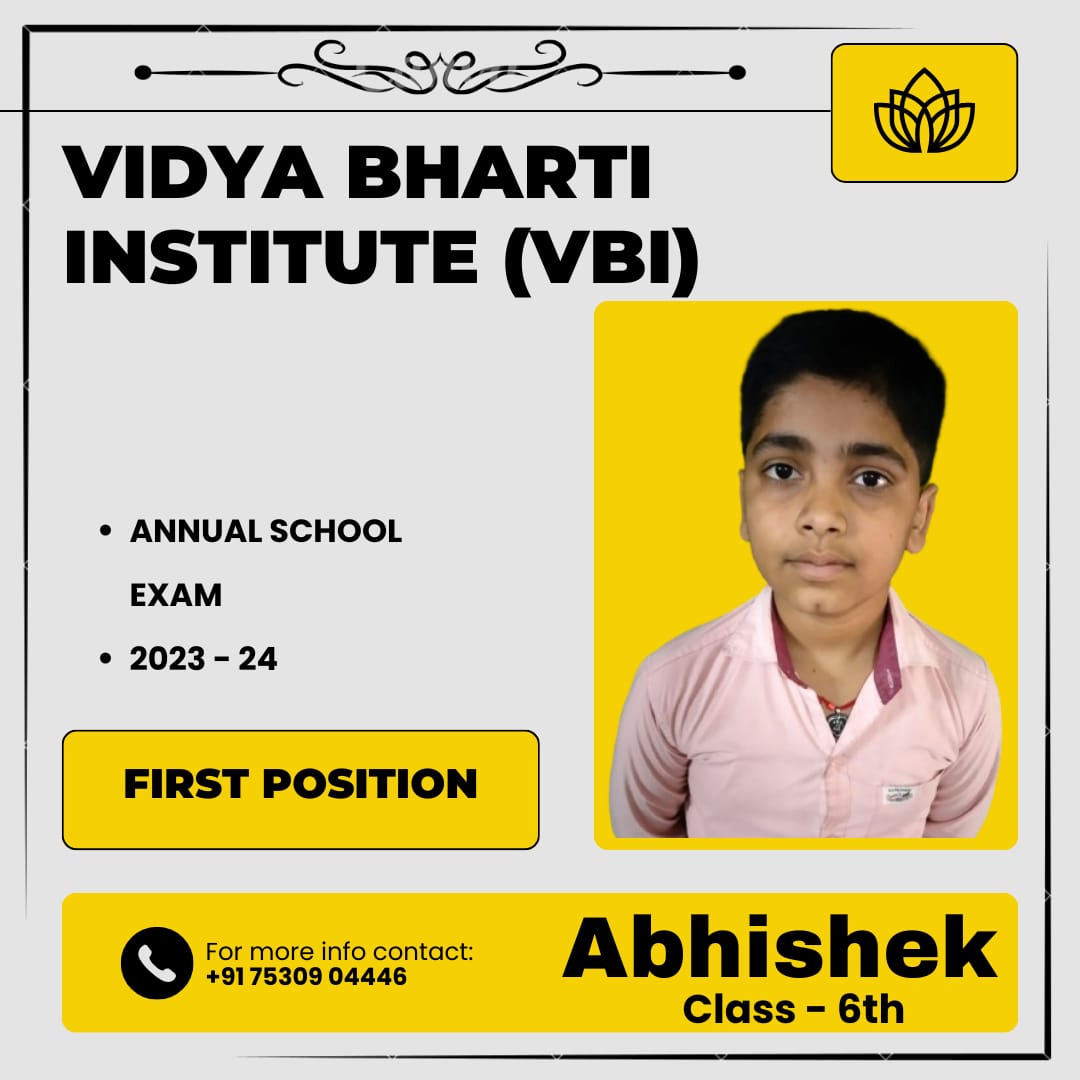 VIDYA BHARTI
INSTITUTE (VBI)
• ANNUAL SCHOOL
EXAM
• 2023 – 24
FIRST POSITION
For more info contact:
+91 75309 04446
Abhishek
Class – 6th